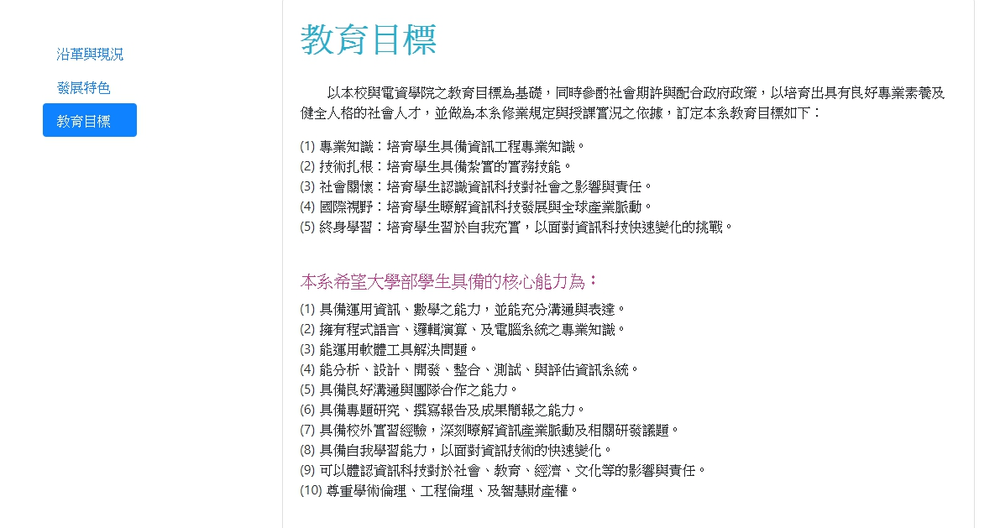 沿革與現況
發展特色
教育目標
教育目標
以本校與電資學院之教育目標為基礎，同時參酌社會期許與配合政府政策，以培育出具有良好專業素養及
健全人格的社會人才，並做為本系修業規定與授課實況之依據，訂定本系教育目標如下：
(1) 專業知識：培育學生具備資訊工程專業知識。
(2) 技術扎根：培育學生具備紮實的實務技能。
(3) 社會關懷：培育學生認識資訊科技對社會之影響與責任。
(4) 國際視野：培育學生瞭解資訊科技發展與全球產業脈動。
(5) 終身學習：培育學生習於自我充實，以面對資訊科技快速變化的挑戰。
本系希望大學部學生具備的核心能力為：
(1) 具備運用資訊、數學之能力，並能充分溝通與表達。
(2) 擁有程式語言、邏輯演算、及電腦系統之專業知識。
(3) 能運用軟體工具解決問題。
(4) 能分析、設計、開發、整合、測試、與評估資訊系統。
(5) 具備良好溝通與團隊合作之能力。
(6) 具備專題研究、撰寫報告及成果簡報之能力。
(7) 具備校外實習經驗，深刻瞭解資訊產業脈動及相關研發議題。
(8) 具備自我學習能力，以面對資訊技術的快速變化。
(9) 可以體認資訊科技對於社會、教育、經濟、文化等的影響與責任。
(10) 尊重學術倫理、工程倫理、及智慧財產權。